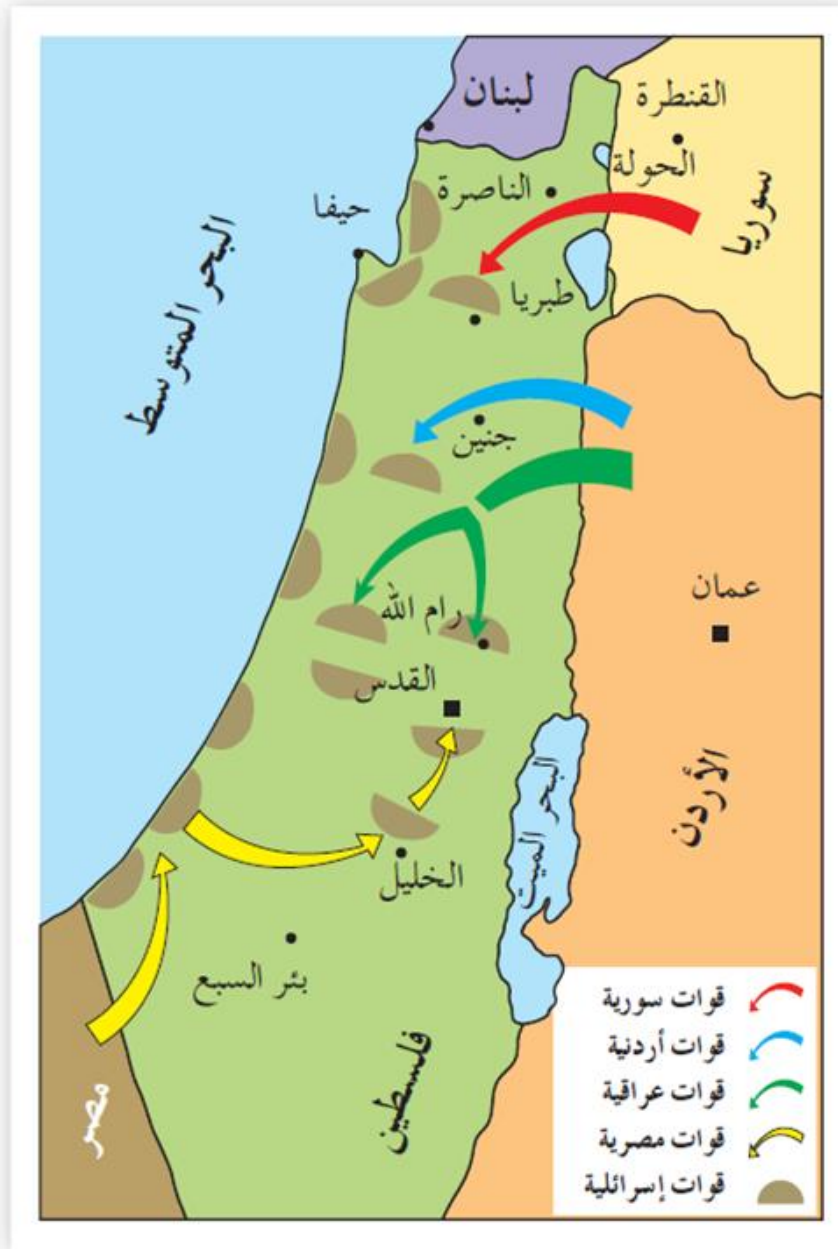 لبنان
القنطرة
الحولة
سوريا
الناصرة
حيفا
طبريا
البحر المتوسط
جنين
رام الله
عمان
القدس
الأردن
البحر الميت
الخليل
بئر السبع
فلسطين
مصر
قوات سورية
قوات أردنية
قوات عراقية
قوات مصرية
قوات إسرائلية